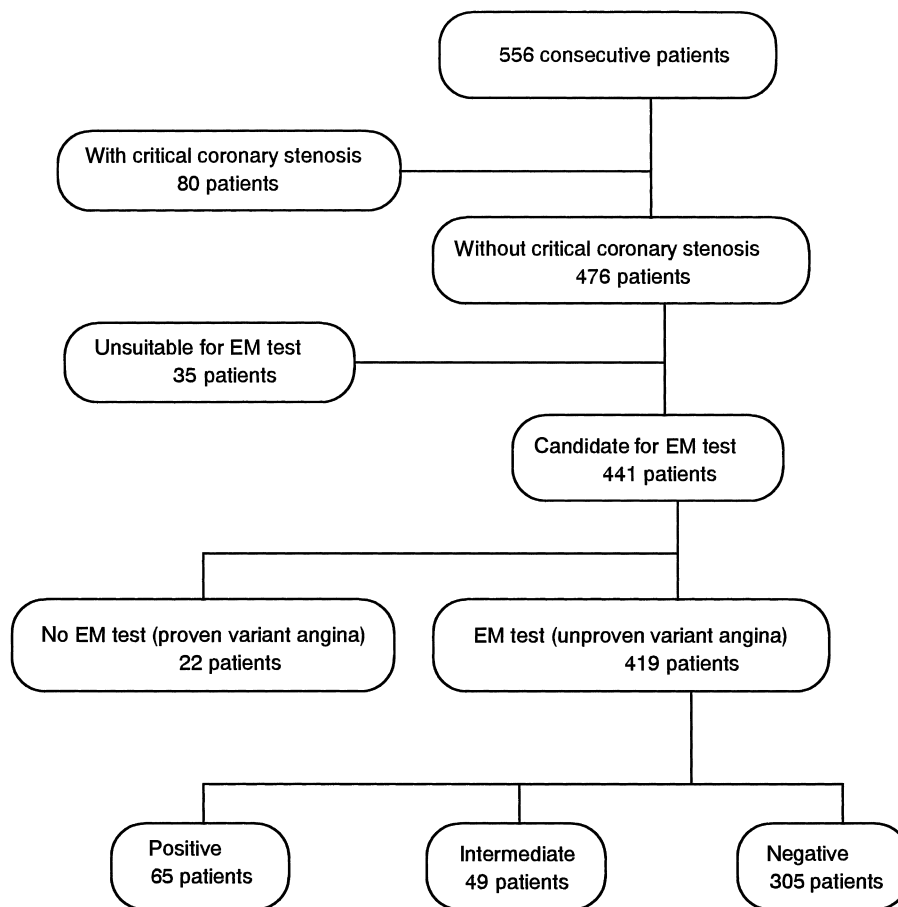 556 consecutive patients
With critical coronary stenosis
80 patients
Without critical coronary stenosis
476 patients
Unsuitable for EM test
35 patients
Candidate for EM test
441 patients
No EM test (proven variant angina)
22 patients
EM test (unproven variant angina)
419 patients
Positive
65 patients
Intermediate
49 patients
Negative
305 patients